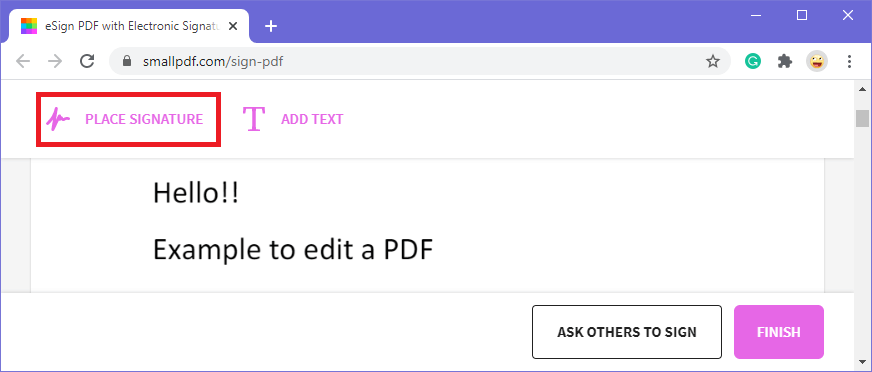 eSign PDF with Electronic Signatu
smallpdf.com/sign-pdf
PLACE SIGNATURE
ADD TEXT
Hello!!
Example to edit a PDF
ASK OTHERS TO SIGN
FINISH